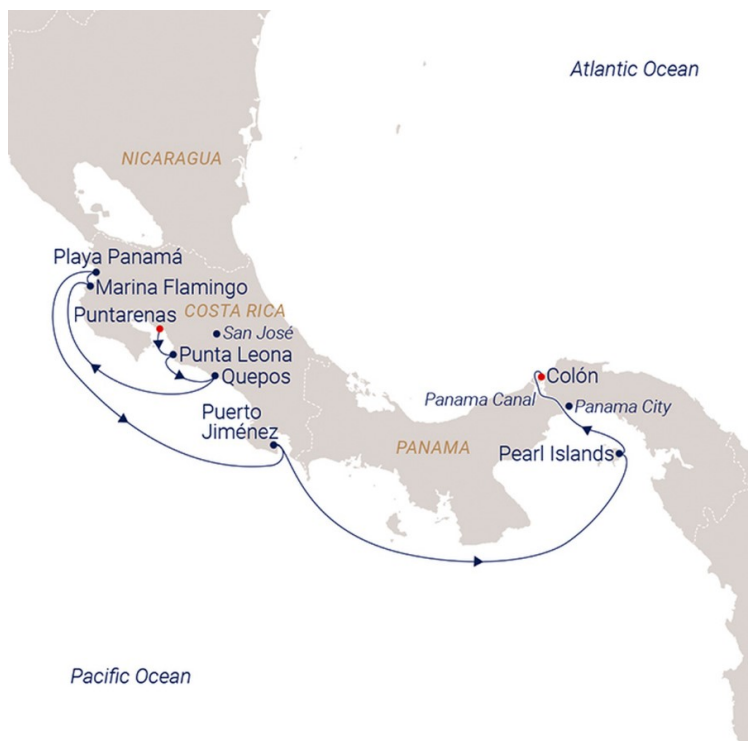 Atlantic Ocean
NICARAGUA
Playa Panamá
Marina Flamingo
Puntarenas
COSTA RICA
San José
Punta Leona
Quepos
Colón
Panama Canal
Panama City
Puerto
Jiménez
PANAMA
Pearl Islands
Pacific Ocean